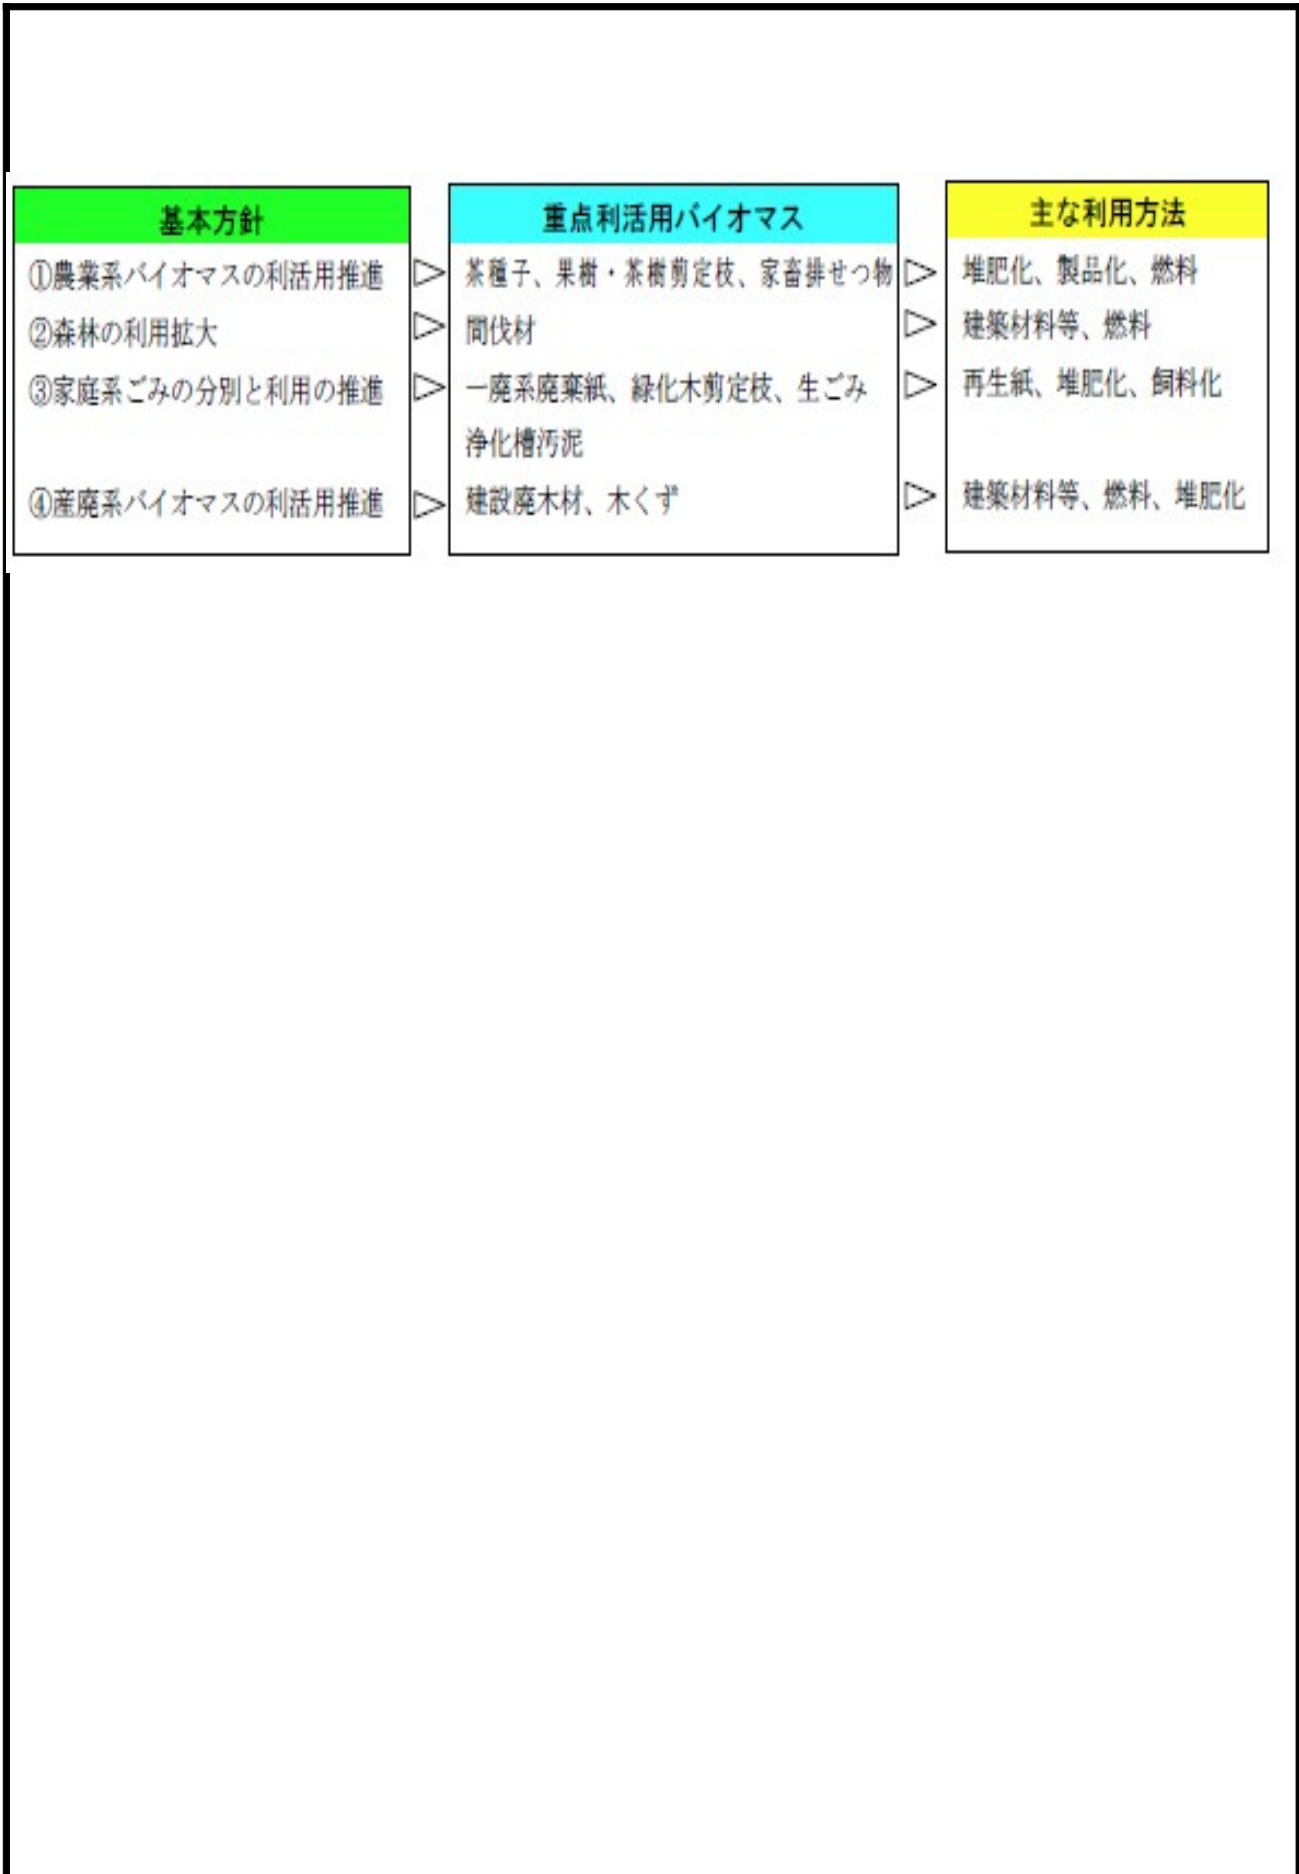 基本方針
①農業系バイオマスの利活用推進
②森林の利用拡大
③家庭系ごみの分別と利用の推進
④産廃系バイオマスの利活用推進
重点利活用バイオマス
茶種子、果樹・茶樹剪定枝、家畜排せつ物
間伐材
一廃系廃棄紙、緑化木剪定枝、生ごみ
浄化槽汚泥
建設廃木材、木くず
主な利用方法
堆肥化、製品化、燃料
建築材料等、燃料
再生紙、堆肥化、飼料化
建築材料等、燃料、堆肥化